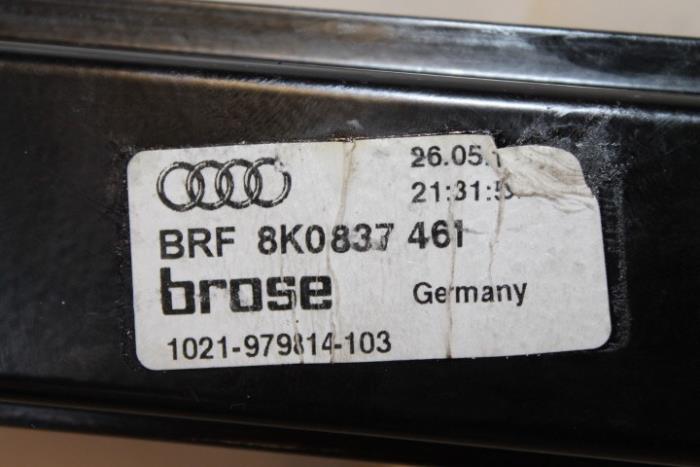 26.05.1
21:31:5
BRF 8K0837 461
brose Germany
1021-979814-103